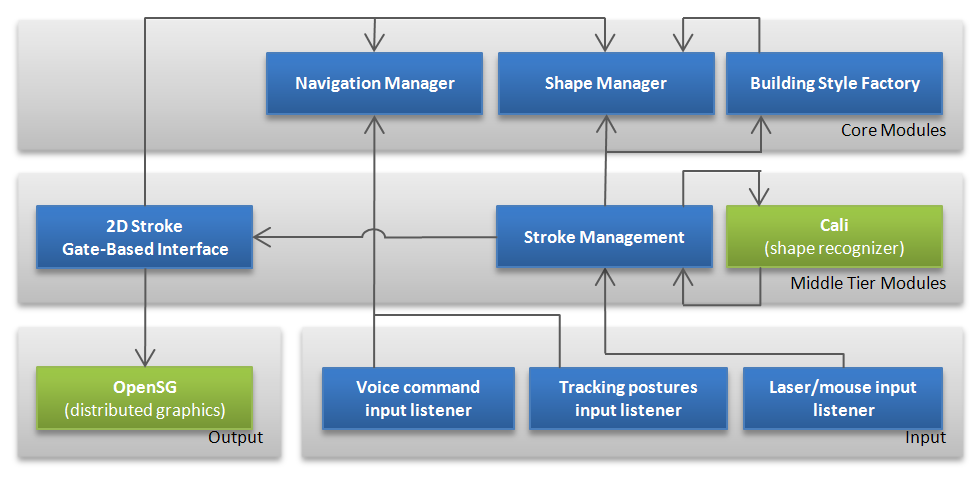 Navigation Manager
Shape Manager
Building Style Factory
Core Modules
2D Stroke
Gate-Based Interface
Stroke Management
Cali
(shape recognizer)
Middle Tier Modules
OpenSG
(distributed graphics)
Output
Voice command
input listener
Tracking postures
input listener
Laser/mouse input
listener
Input